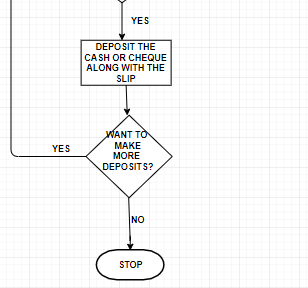 YES
DEPOSIT THE
CASH OR CHEQUE
ALONG WITH THE
SLIP
WANT TO
MAKE
MORE
DEPOSITS?
YES
NO
STOP